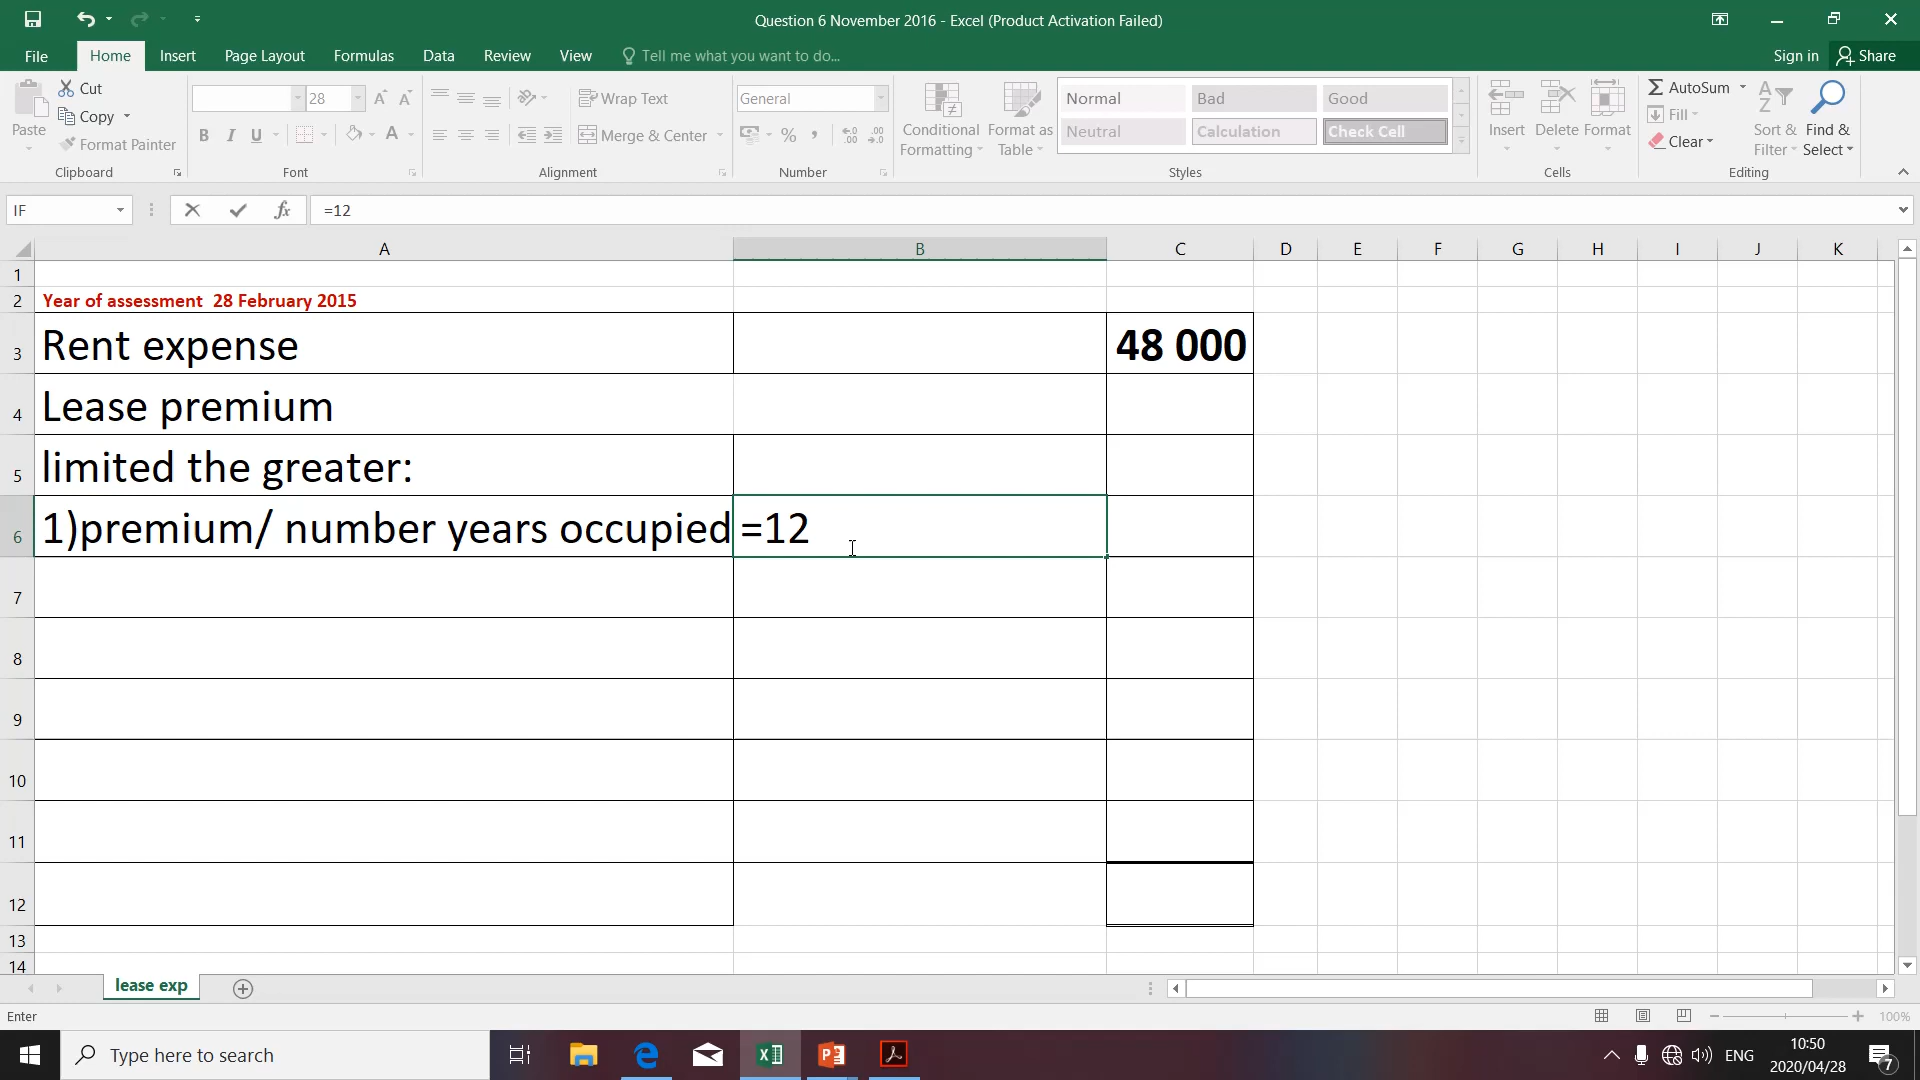 Question 6 November 2016 - Excel (Product Activation Failed)
File Home Insert Page Layout Formulas Data Review View Tell me what you want to do... Sign in Share
Paste Cut Copy Format Painter Clipboard
28 B I U A A A Font
Wrap Text Merge & Center Alignment
General % , Number
Conditional Formatting Format as Table
Normal Bad Good
Neutral Calculation Check Cell
Styles
Insert Delete Format Cells
AutoSum Fill Clear Sort & Filter Find & Select Editing
IF fx =12
A B C D E F G H I J K
1
2 Year of assessment 28 February 2015
3 Rent expense 48 000
4 Lease premium
5 limited the greater:
6 1)premium/ number years occupied =12
7
8
9
10
11
12
13
14
lease exp
Enter 100%
Type here to search ENG 10:50
2020/04/28 7